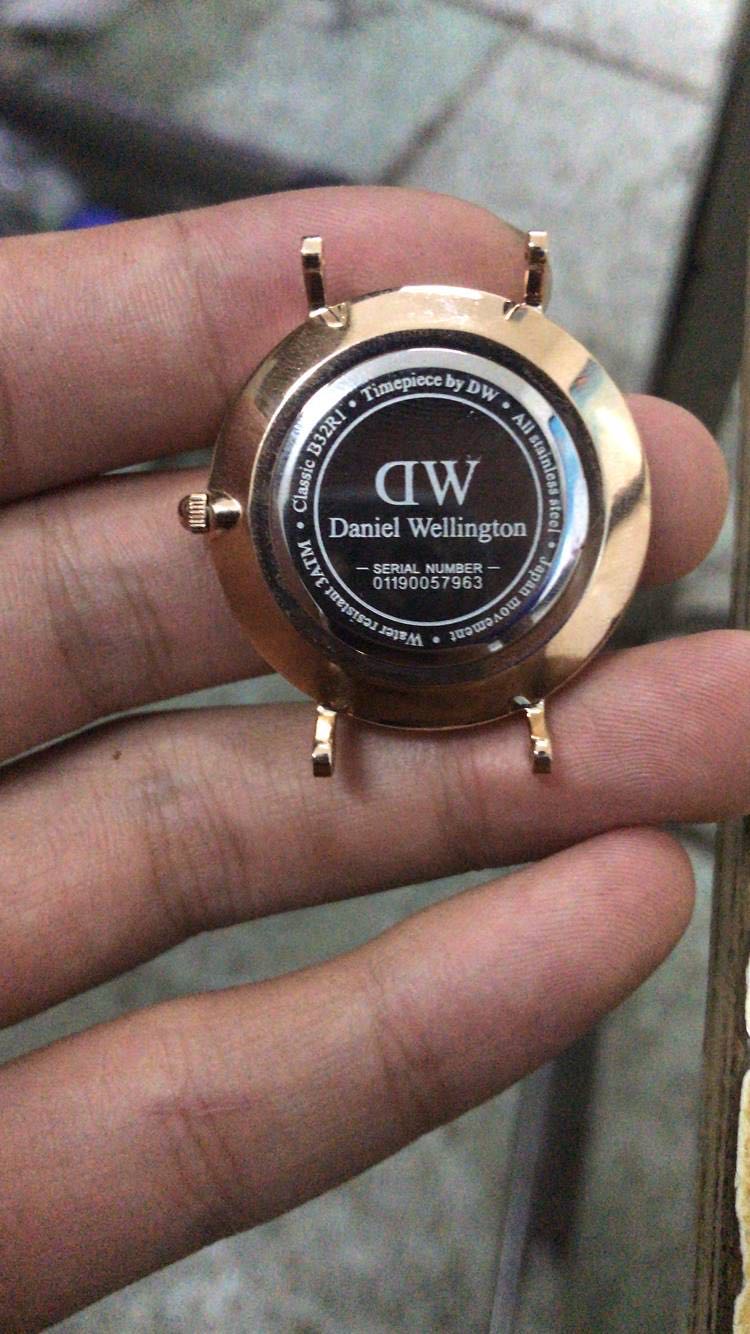 DW
Daniel Wellington
— SERIAL NUMBER —
01190057963
Classic B32R1 • Timepiece by DW • All stainless steel • Japan movement • Water resistant 3ATM •